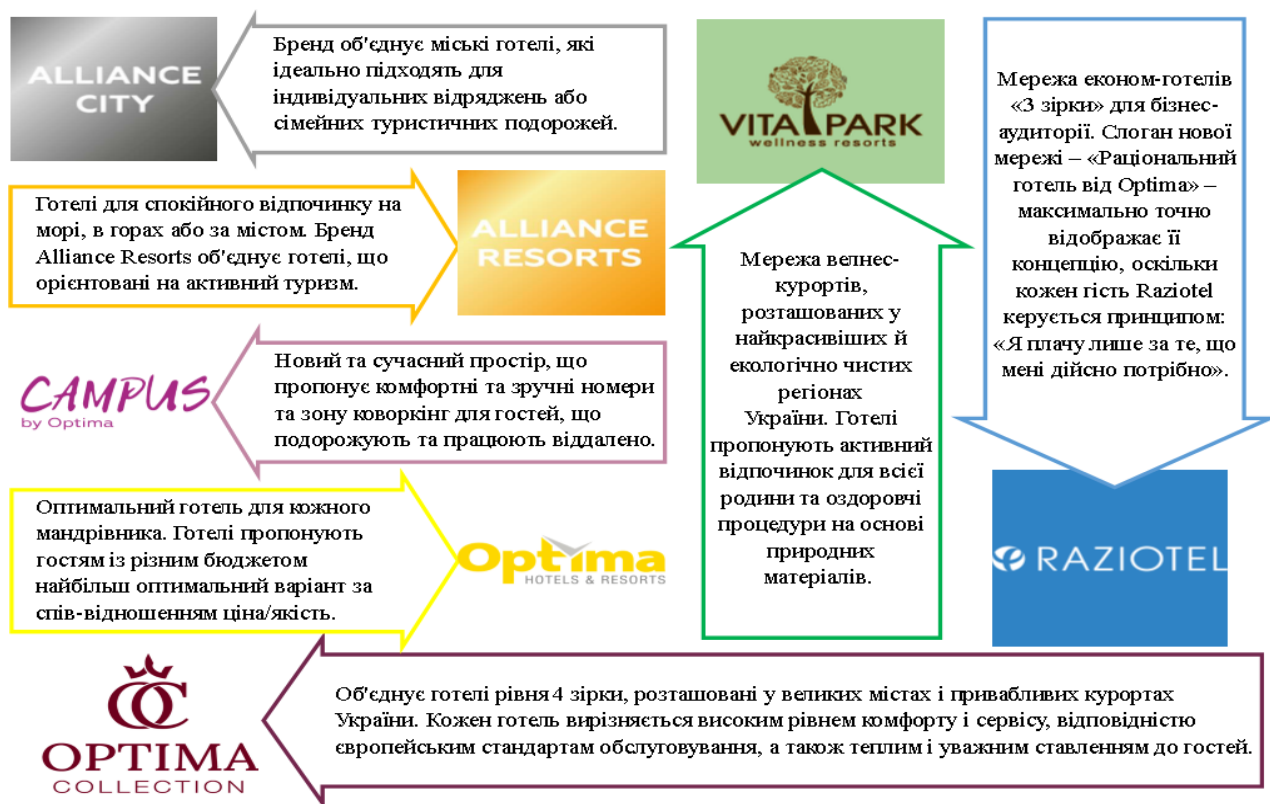 ALLIANCE
CITY
Бренд об'єднує міські готелі, які
ідеально підходять для
індивідуальних відряджень або
сімейних туристичних подорожей.
Готелі для спокійного відпочинку на
морі, в горах або за містом. Бренд
Alliance Resorts об'єднує готелі, що
орієнтовані на активний туризм.
ALLIANCE
RESORTS
CAMPUS
by Optima
Новий та сучасний простір, що
пропонує комфортні та зручні номери
та зону коворкінг для гостей, що
подорожують та працюють віддалено.
Оптимальний готель для кожного
мандрівника. Готелі пропонують
гостям із різним бюджетом
найбільш оптимальний варіант за
спів-відношенням ціна/якість.
Optima
HOTELS & RESORTS
VITA PARK
wellness resorts
Мережа велнес-
курортів,
розташованих у
найкрасивіших й
екологічно чистих
регіонах
України. Готелі
пропонують активний
відпочинок для всієї
родини та оздоровчі
процедури на основі
природних
матеріалів.
Мережа економ-готелів
«3 зірки» для бізнес-
аудиторії. Слоган нової
мережі – «Раціональний
готель від Optima» –
максимально точно
відображає її
концепцію, оскільки
кожен гість Raziotel
керується принципом:
«Я плачу лише за те, що
мені дійсно потрібно».
RAZIOTEL
OC
OPTIMA
COLLECTION
Об'єднує готелі рівня 4 зірки, розташовані у великих містах і привабливих курортах
України. Кожен готель вирізняється високим рівнем комфорту і сервісу, відповідністю
європейським стандартам обслуговування, а також теплим і уважним ставленням до гостей.